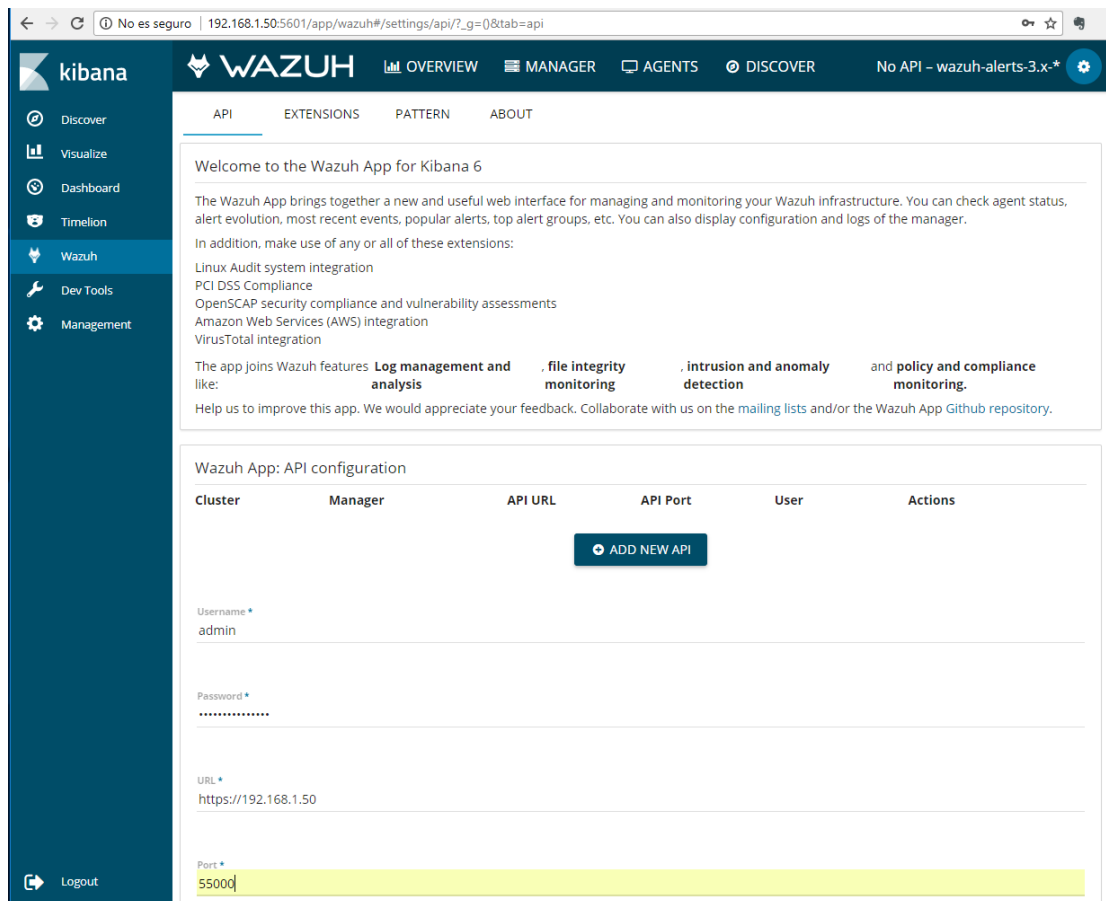 No es seguro | 192.168.1.50:5601/app/wazuh#/settings/api/?_g=()&tab=api
kibana
Discover
Visualize
Dashboard
Timelion
Wazuh
Dev Tools
Management
Logout
WAZUH OVERVIEW MANAGER AGENTS DISCOVER No API – wazuh-alerts-3.x-*
API EXTENSIONS PATTERN ABOUT
Welcome to the Wazuh App for Kibana 6
The Wazuh App brings together a new and useful web interface for managing and monitoring your Wazuh infrastructure. You can check agent status,
alert evolution, most recent events, popular alerts, top alert groups, etc. You can also display configuration and logs of the manager.
In addition, make use of any or all of these extensions:
Linux Audit system integration
PCI DSS Compliance
OpenSCAP security compliance and vulnerability assessments
Amazon Web Services (AWS) integration
VirusTotal integration
The app joins Wazuh features Log management and , file integrity , intrusion and anomaly and policy and compliance
like: analysis monitoring detection monitoring.
Help us to improve this app. We would appreciate your feedback. Collaborate with us on the mailing lists and/or the Wazuh App Github repository.
Wazuh App: API configuration
Cluster Manager API URL API Port User Actions
ADD NEW API
Username *
admin
Password *
•••••••••••••••
URL *
https://192.168.1.50
Port *
55000